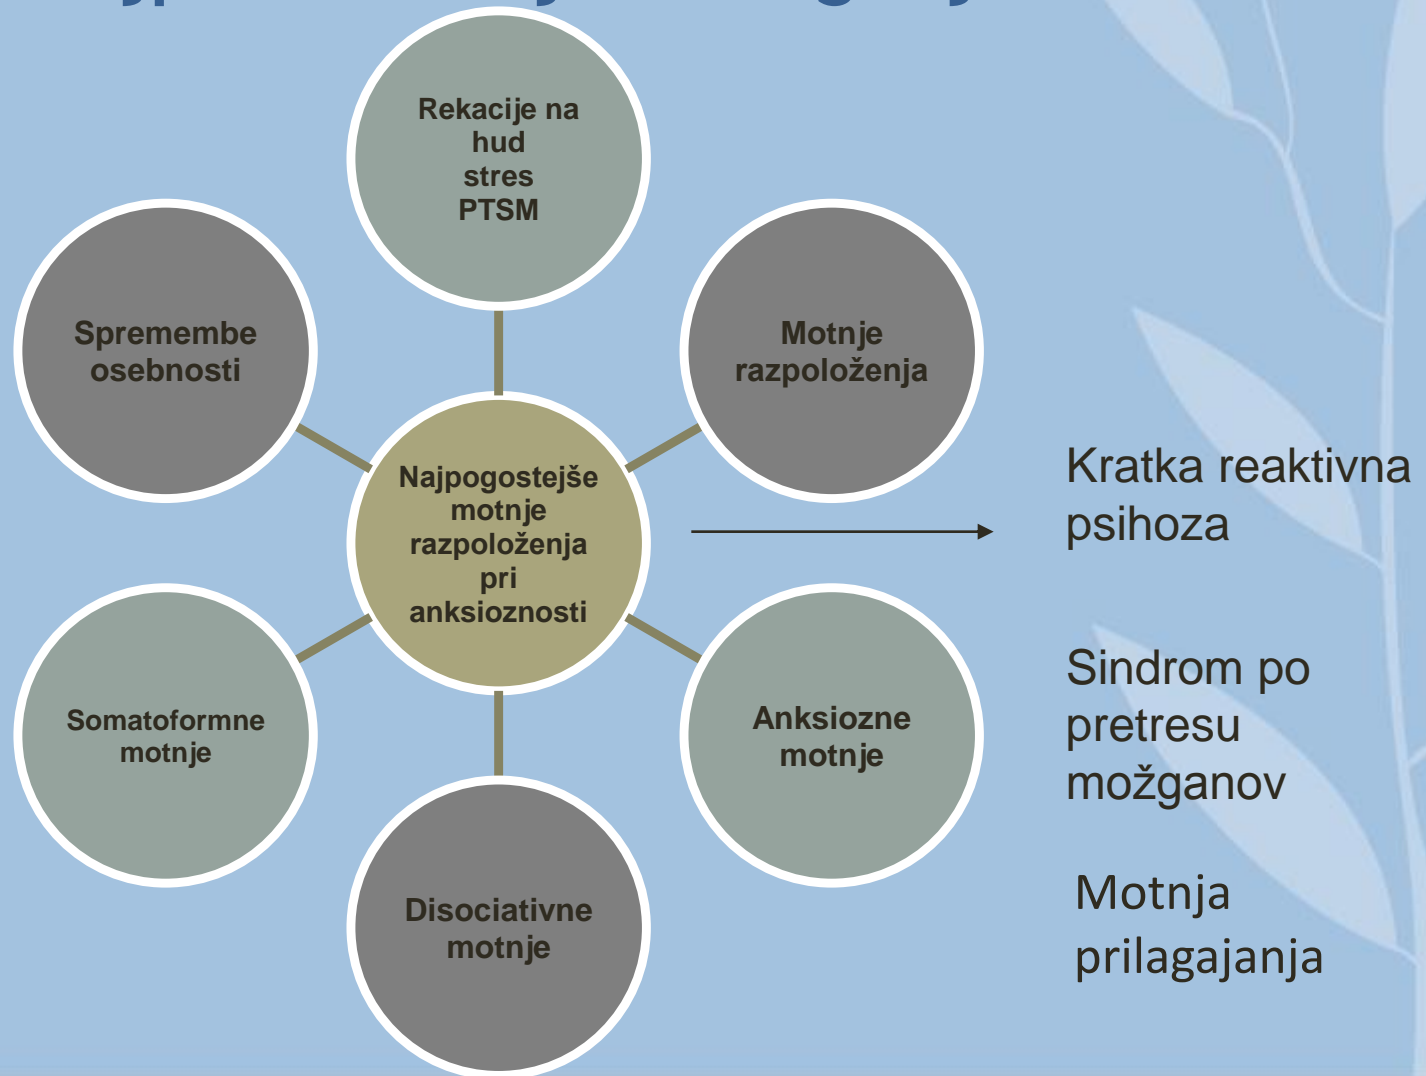 Rekacije na
hud
stres
PTSM
Spremembe
osebnosti
Motnje
razpoloženja
Najpogostejše
motnje
razpoloženja
pri
anksioznosti
Kratka reaktivna
psihoza
Somatoformne
motnje
Anksiozne
motnje
Sindrom po
pretresu
možganov
Disociativne
motnje
Motnja
prilagajanja